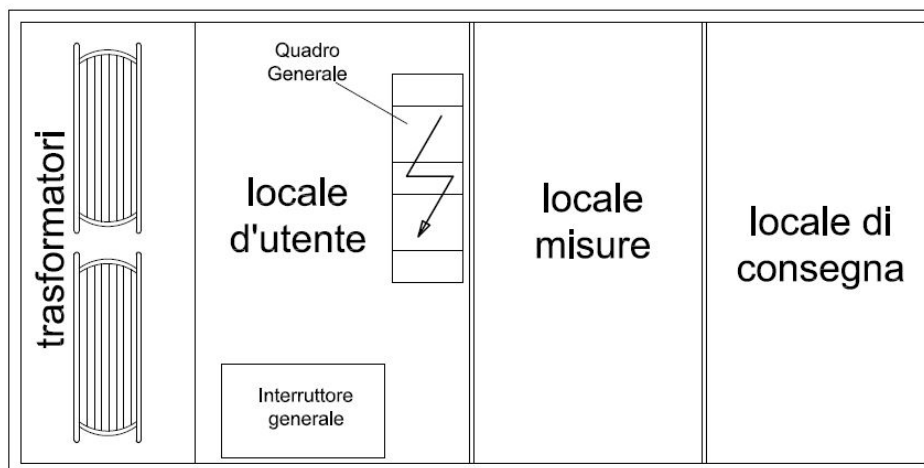 trasformatori
Quadro
Generale
locale
d'utente
Interruttore
generale
locale
misure
locale di
consegna